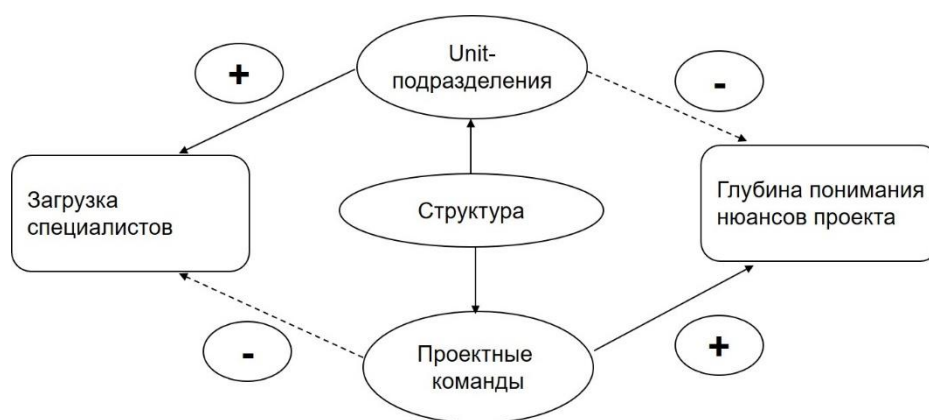 Unit-
подразделения
+
-
Загрузка
специалистов
Структура
Глубина понимания
нюансов проекта
-
Проектные
команды
+